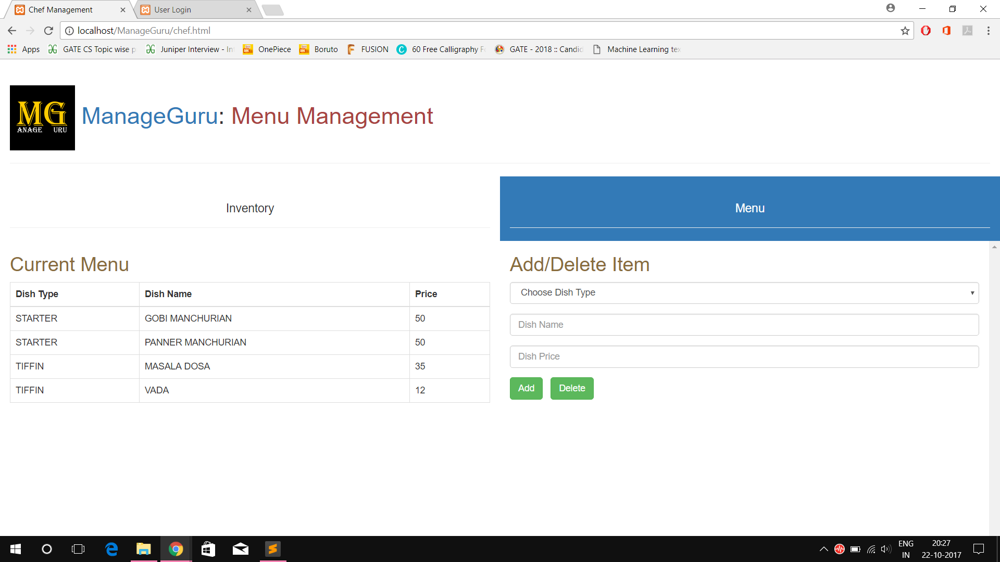 Chef Management
User Login
localhost/ManageGuru/chef.html
Apps
GATE CS Topic wise p
Juniper Interview - In
OnePiece
Boruto
FUSION
60 Free Calligraphy Fo
GATE - 2018 :: Candid
Machine Learning tex
MG
ANAGE URU
ManageGuru: Menu Management
Inventory
Menu
Current Menu
Dish Type Dish Name Price
STARTER GOBI MANCHURIAN 50
STARTER PANNER MANCHURIAN 50
TIFFIN MASALA DOSA 35
TIFFIN VADA 12
Add/Delete Item
Choose Dish Type
Dish Name
Dish Price
Add Delete
ENG
IN
20:27
22-10-2017